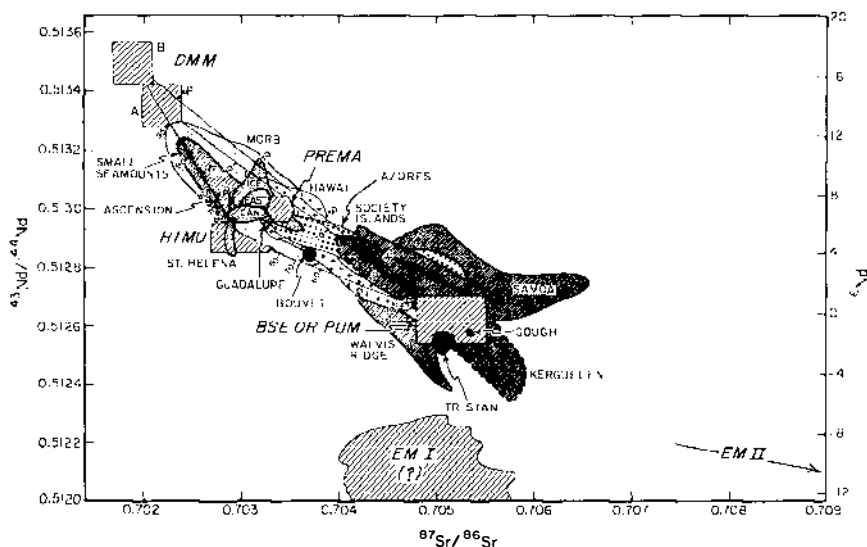 0.5136
20
B
DMM
0.5134
16
A
0.5132
12
MORB
SMALL
SEAMOUNTS
PREMA
HAWAII
AZORES
SOCIETY
ISLANDS
ASCENSION
0.5130
8
HIMU
ST. HELENA
GUADALUPE
BOUVET
0.5128
4
SAMOA
BSE OR PUM
GOUGH
0.5126
0
WALVIS
RIDGE
KERGUELEN
TRISTAN
0.5124
-4
0.5122
-8
EM I
(?)
EM II
0.5120
-12
0.702
0.703
0.704
0.705
0.706
0.707
0.708
0.709
87Sr/86Sr
43Nd/144Nd
εNd